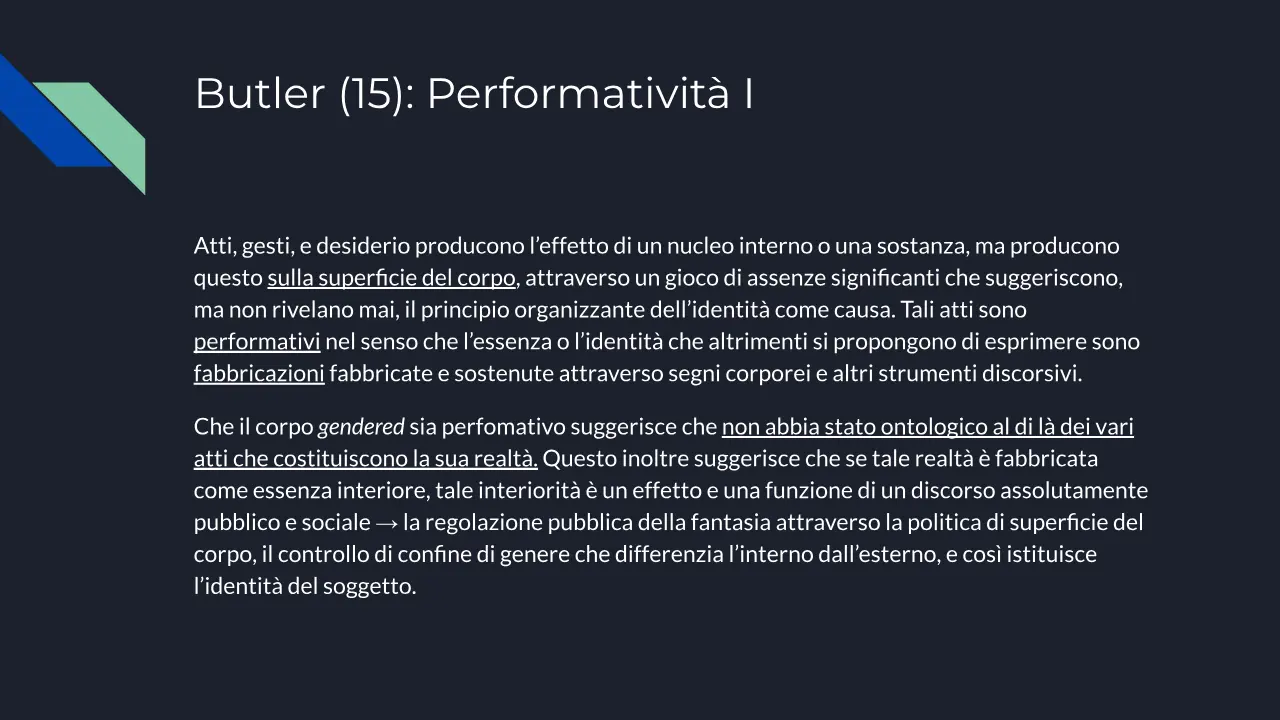 Butler (15): Performatività I
Atti, gesti, e desiderio producono l’effetto di un nucleo interno o una sostanza, ma producono
questo sulla superficie del corpo, attraverso un gioco di assenze significanti che suggeriscono,
ma non rivelano mai, il principio organizzante dell’identità come causa. Tali atti sono
performativi nel senso che l’essenza o l’identità che altrimenti si propongono di esprimere sono
fabbricazioni fabbricate e sostenute attraverso segni corporei e altri strumenti discorsivi.
Che il corpo gendered sia perfomativo suggerisce che non abbia stato ontologico al di là dei vari
atti che costituiscono la sua realtà. Questo inoltre suggerisce che se tale realtà è fabbricata
come essenza interiore, tale interiorità è un effetto e una funzione di un discorso assolutamente
pubblico e sociale → la regolazione pubblica della fantasia attraverso la politica di superficie del
corpo, il controllo di confine di genere che differenzia l’interno dall’esterno, e così istituisce
l’identità del soggetto.